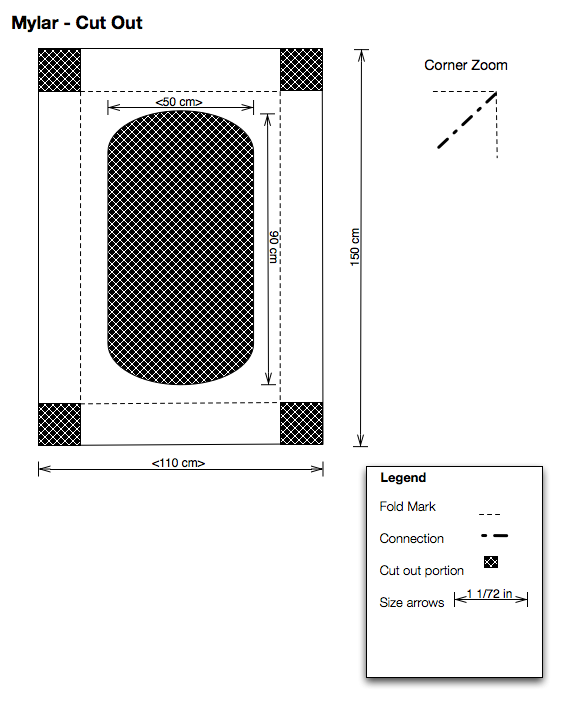 Mylar - Cut Out
Corner Zoom
<50 cm>
90 cm
150 cm
<110 cm>
Legend
Fold Mark
Connection
Cut out portion
Size arrows
1 1/72 in